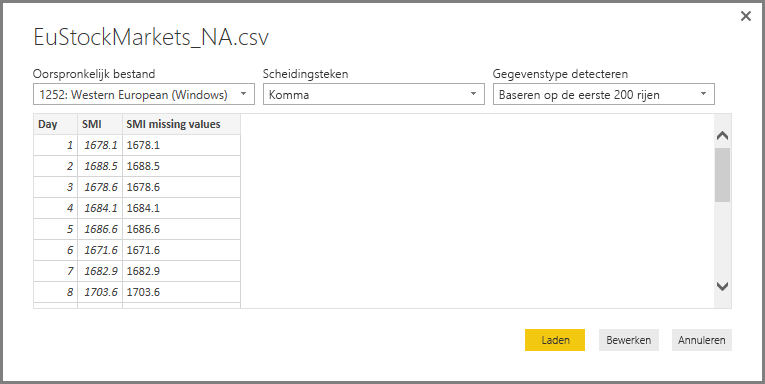 EuStockMarkets_NA.csv
Oorspronkelijk bestand Scheidingsteken Gegevenstype detecteren
1252: Western European (Windows) Komma Baseren op de eerste 200 rijen
Day SMI SMI missing values
1 1678.1 1678.1
2 1688.5 1688.5
3 1678.6 1678.6
4 1684.1 1684.1
5 1686.6 1686.6
6 1671.6 1671.6
7 1682.9 1682.9
8 1703.6 1703.6
Laden Bewerken Annuleren